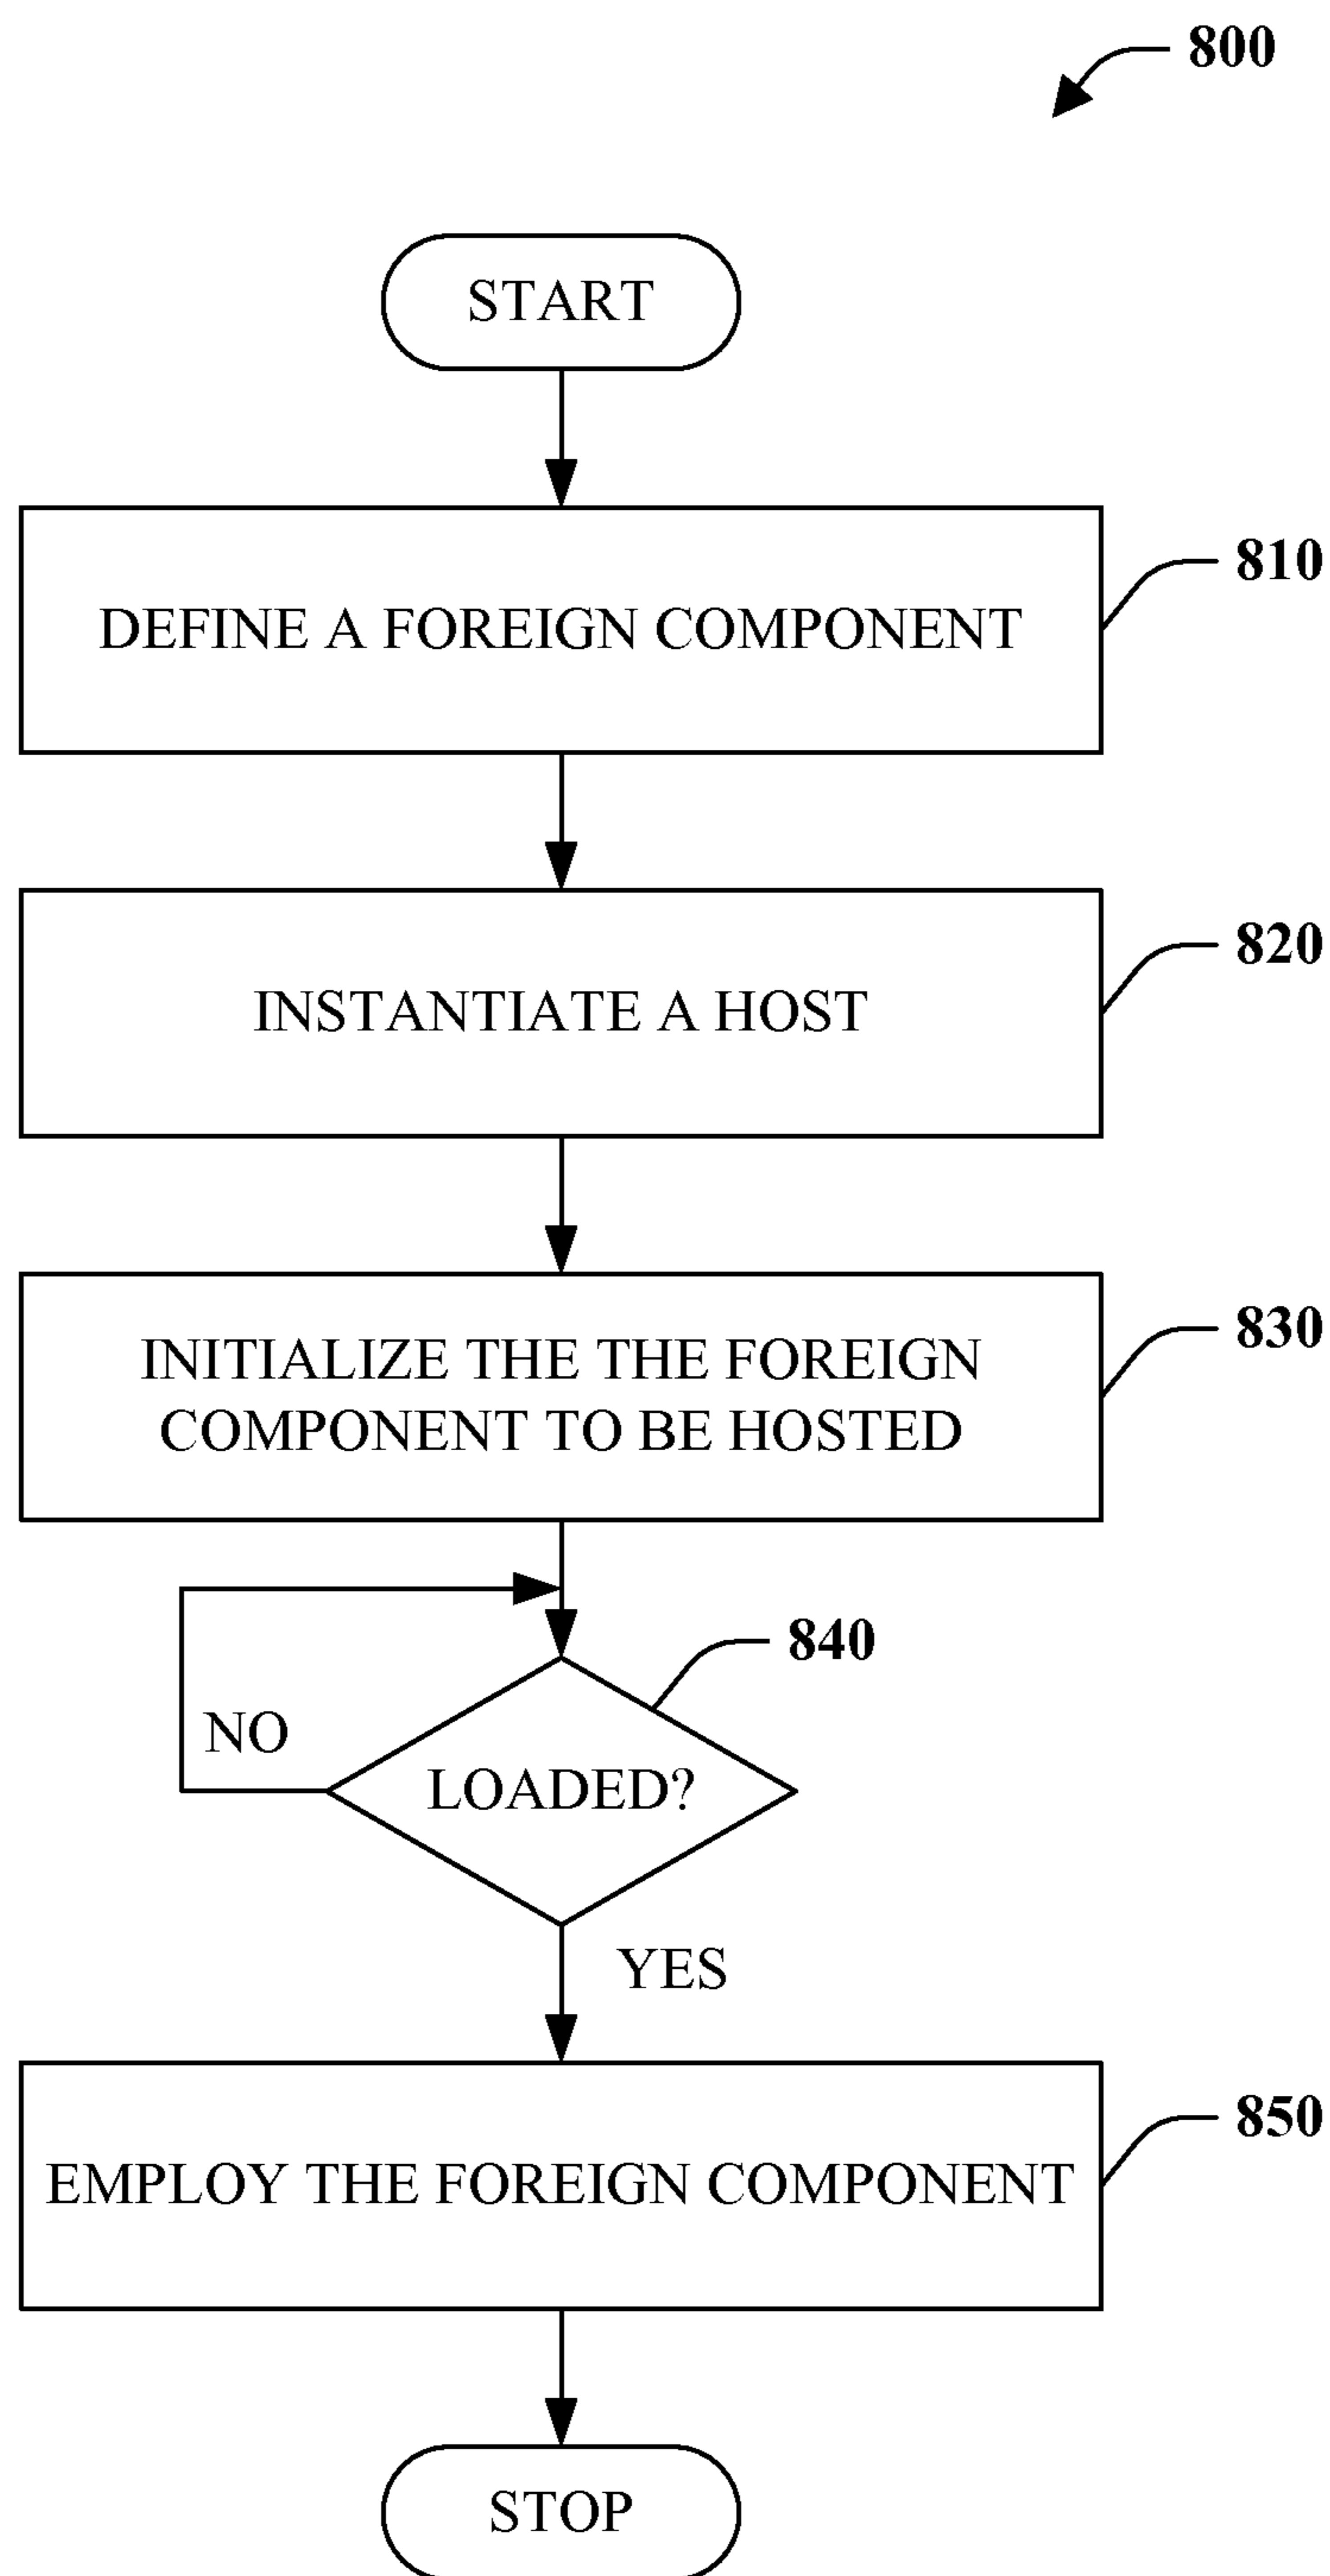 800
START
DEFINE A FOREIGN COMPONENT
810
INSTANTIATE A HOST
820
INITIALIZE THE THE FOREIGN
COMPONENT TO BE HOSTED
830
840
NO
LOADED?
YES
EMPLOY THE FOREIGN COMPONENT
850
STOP